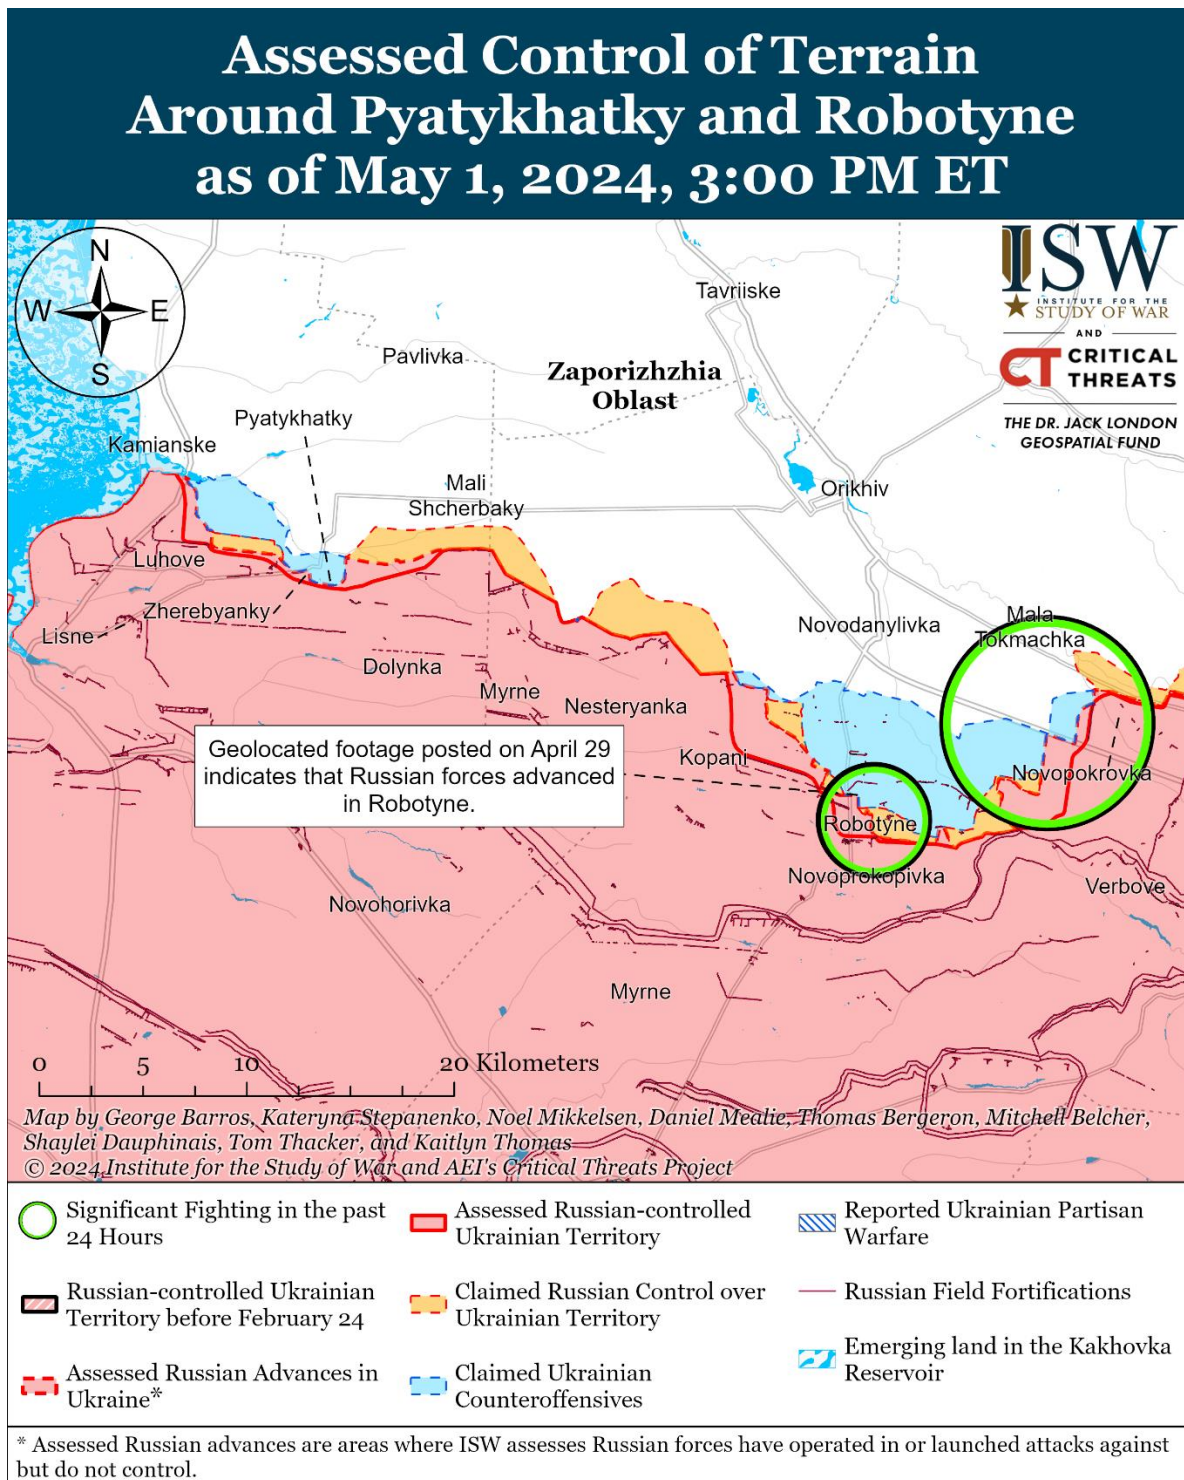 Assessed Control of Terrain
Around Pyatykhatky and Robotyne
as of May 1, 2024, 3:00 PM ET
N
W
E
S
ISW
INSTITUTE FOR THE
STUDY OF WAR
AND
CT CRITICAL
THREATS
THE DR. JACK LONDON
GEOSPATIAL FUND
Tavriiske
Pavlivka
Zaporizhzhia
Oblast
Pyatykhatky
Kamianske
Mali
Shcherbaky
Orikhiv
Luhove
Zherebyanky
Lisne
Novodanylivka
Mala
Tokmachka
Dolynka
Myrne
Nesteryanka
Geolocated footage posted on April 29
indicates that Russian forces advanced
in Robotyne.
Kopani
Novopokrovka
Robotyne
Novoprokopivka
Verbove
Novohorivka
Myrne
0 5 10 20 Kilometers
Map by George Barros, Kateryna Stepanenko, Noel Mikkelsen, Daniel Mealie, Thomas Bergeron, Mitchell Belcher,
Shaylei Dauphinais, Tom Thacker, and Kaitlyn Thomas
© 2024 Institute for the Study of War and AEI's Critical Threats Project
Significant Fighting in the past
24 Hours
Russian-controlled Ukrainian
Territory before February 24
Assessed Russian Advances in
Ukraine*
Assessed Russian-controlled
Ukrainian Territory
Claimed Russian Control over
Ukrainian Territory
Claimed Ukrainian
Counteroffensives
Reported Ukrainian Partisan
Warfare
Russian Field Fortifications
Emerging land in the Kakhovka
Reservoir
* Assessed Russian advances are areas where ISW assesses Russian forces have operated in or launched attacks against
but do not control.